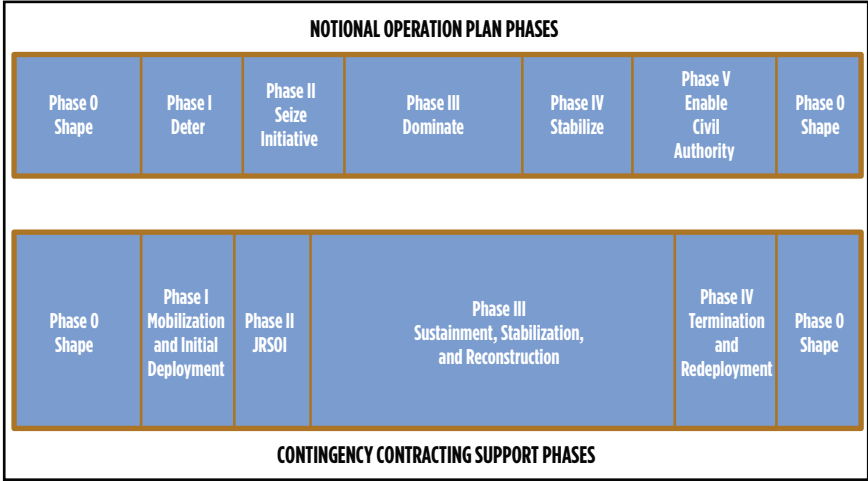 NOTIONAL OPERATION PLAN PHASES
Phase 0
Shape
Phase I
Deter
Phase II
Seize
Initiative
Phase III
Dominate
Phase IV
Stabilize
Phase V
Enable
Civil
Authority
Phase 0
Shape
Phase 0
Shape
Phase I
Mobilization
and Initial
Deployment
Phase II
JRSOI
Phase III
Sustainment, Stabilization,
and Reconstruction
Phase IV
Termination
and
Redeployment
Phase 0
Shape
CONTINGENCY CONTRACTING SUPPORT PHASES